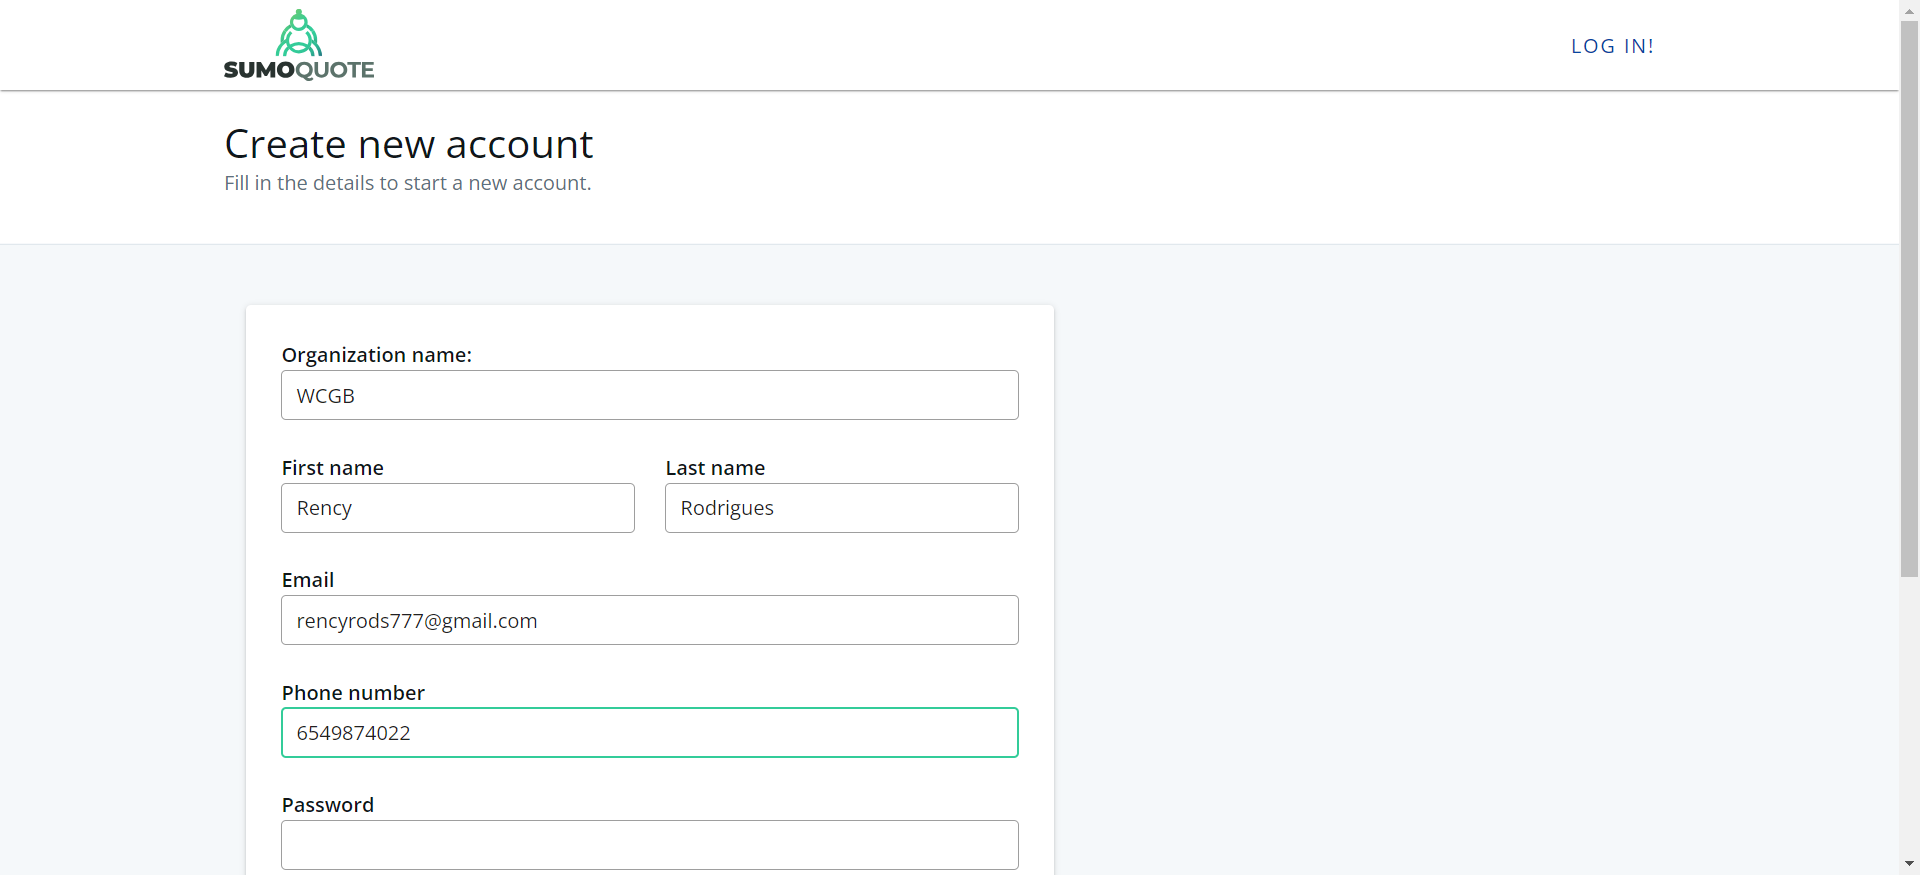 SUMOQUOTE
LOG IN!
Create new account
Fill in the details to start a new account.
Organization name:
WCGB
First name
Last name
Rency
Rodrigues
Email
rencyrods777@gmail.com
Phone number
6549874022
Password